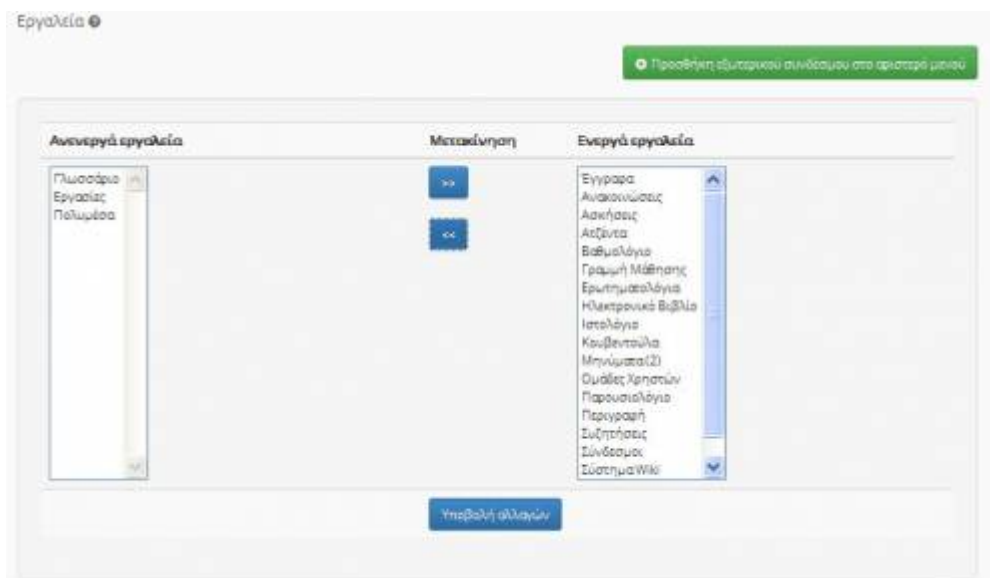 Εργαλεία
Προσθήκη εξωτερικού συνδέσμου στο αριστερό μενού
Ανενεργά εργαλεία
Μετακίνηση
Ενεργά εργαλεία
Γλωσσάριο
Εργασίες
Πολυμέσα
>>
<<
Έγγραφα
Ανακοινώσεις
Ασκήσεις
Ατζέντα
Βαθμολόγιο
Γραμμή Μάθησης
Ερωτηματολόγια
Ηλεκτρονικό Βιβλίο
Ιστολόγιο
Κουβεντούλα
Μηνύματα (2)
Ομάδες Χρηστών
Παρουσιολόγιο
Περιγραφή
Συζητήσεις
Σύνδεσμοι
Σύστημα Wiki
Υποβολή αλλαγών